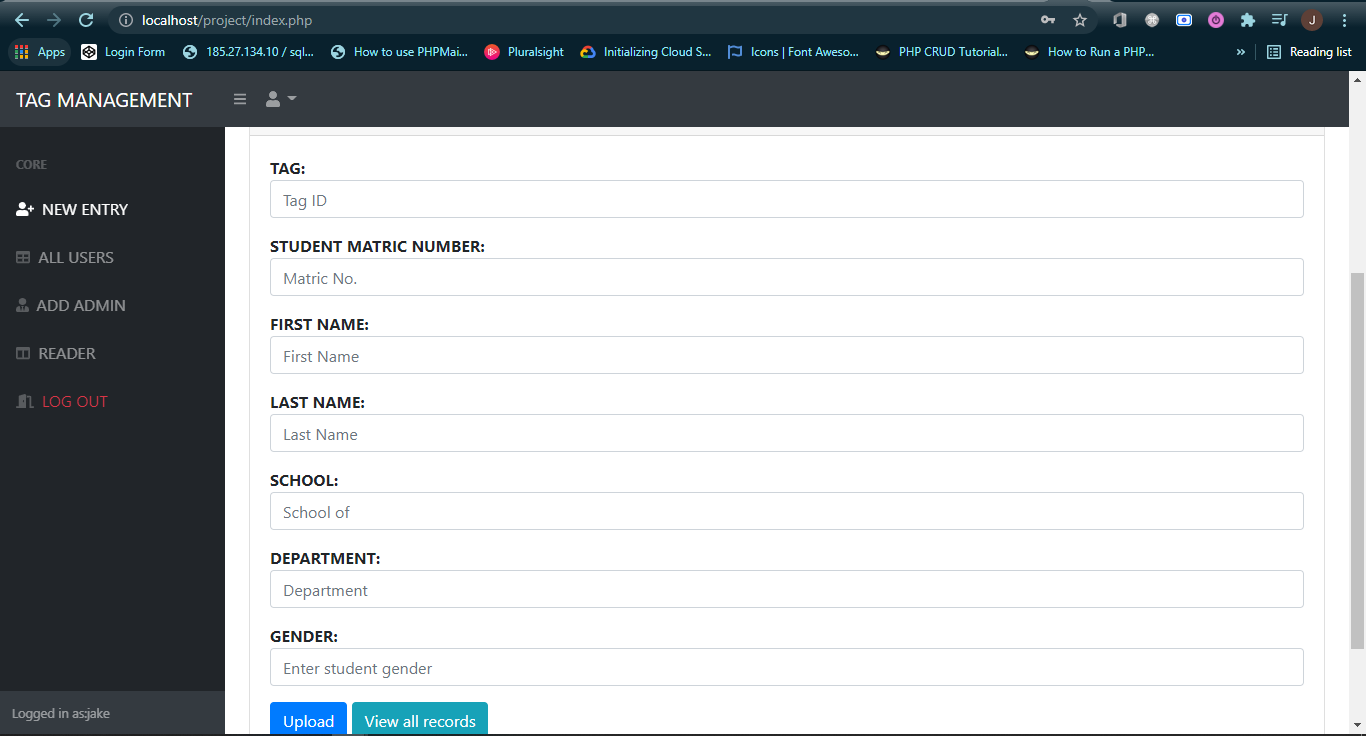 localhost/project/index.php
J
Apps Login Form 185.27.134.10 / sql... How to use PHPMai... Pluralsight Initializing Cloud S... Icons | Font Aweso... PHP CRUD Tutorial... How to Run a PHP... » Reading list
TAG MANAGEMENT
CORE
NEW ENTRY
ALL USERS
ADD ADMIN
READER
LOG OUT
Logged in as:jake
TAG:
Tag ID
STUDENT MATRIC NUMBER:
Matric No.
FIRST NAME:
First Name
LAST NAME:
Last Name
SCHOOL:
School of
DEPARTMENT:
Department
GENDER:
Enter student gender
Upload View all records